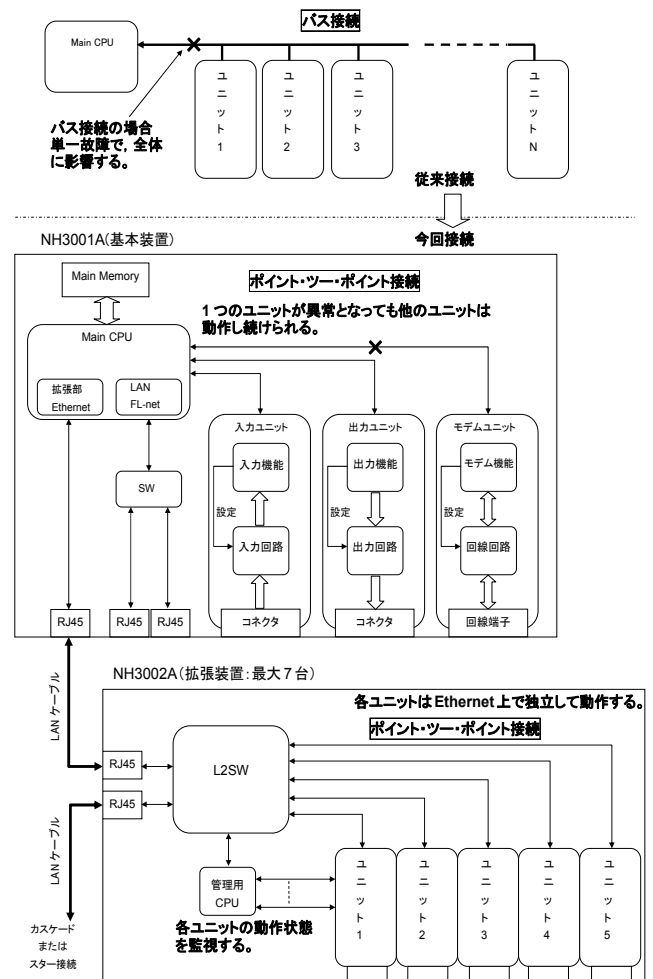 バス接続
Main CPU
ユニット1
ユニット2
ユニット3
ユニットN
バス接続の場合
単一故障で，全体
に影響する。
従来接続
今回接続
NH3001A(基本装置)
Main Memory
ポイント・ツー・ポイント接続
1つのユニットが異常となっても他のユニットは
動作し続けられる。
Main CPU
拡張部
Ethernet
LAN
FL-net
SW
入力ユニット
入力機能
設定
入力回路
コネクタ
出力ユニット
出力機能
設定
出力回路
コネクタ
モデムユニット
モデム機能
設定
回線回路
回線端子
RJ45
RJ45
RJ45
LANケーブル
NH3002A(拡張装置：最大7台)
各ユニットは Ethernet 上で独立して動作する。
ポイント・ツー・ポイント接続
RJ45
RJ45
L2SW
LANケーブル
管理用
CPU
各ユニットの動作状態
を監視する。
ユニット1
ユニット2
ユニット3
ユニット4
ユニット5
カスケード
または
スター接続